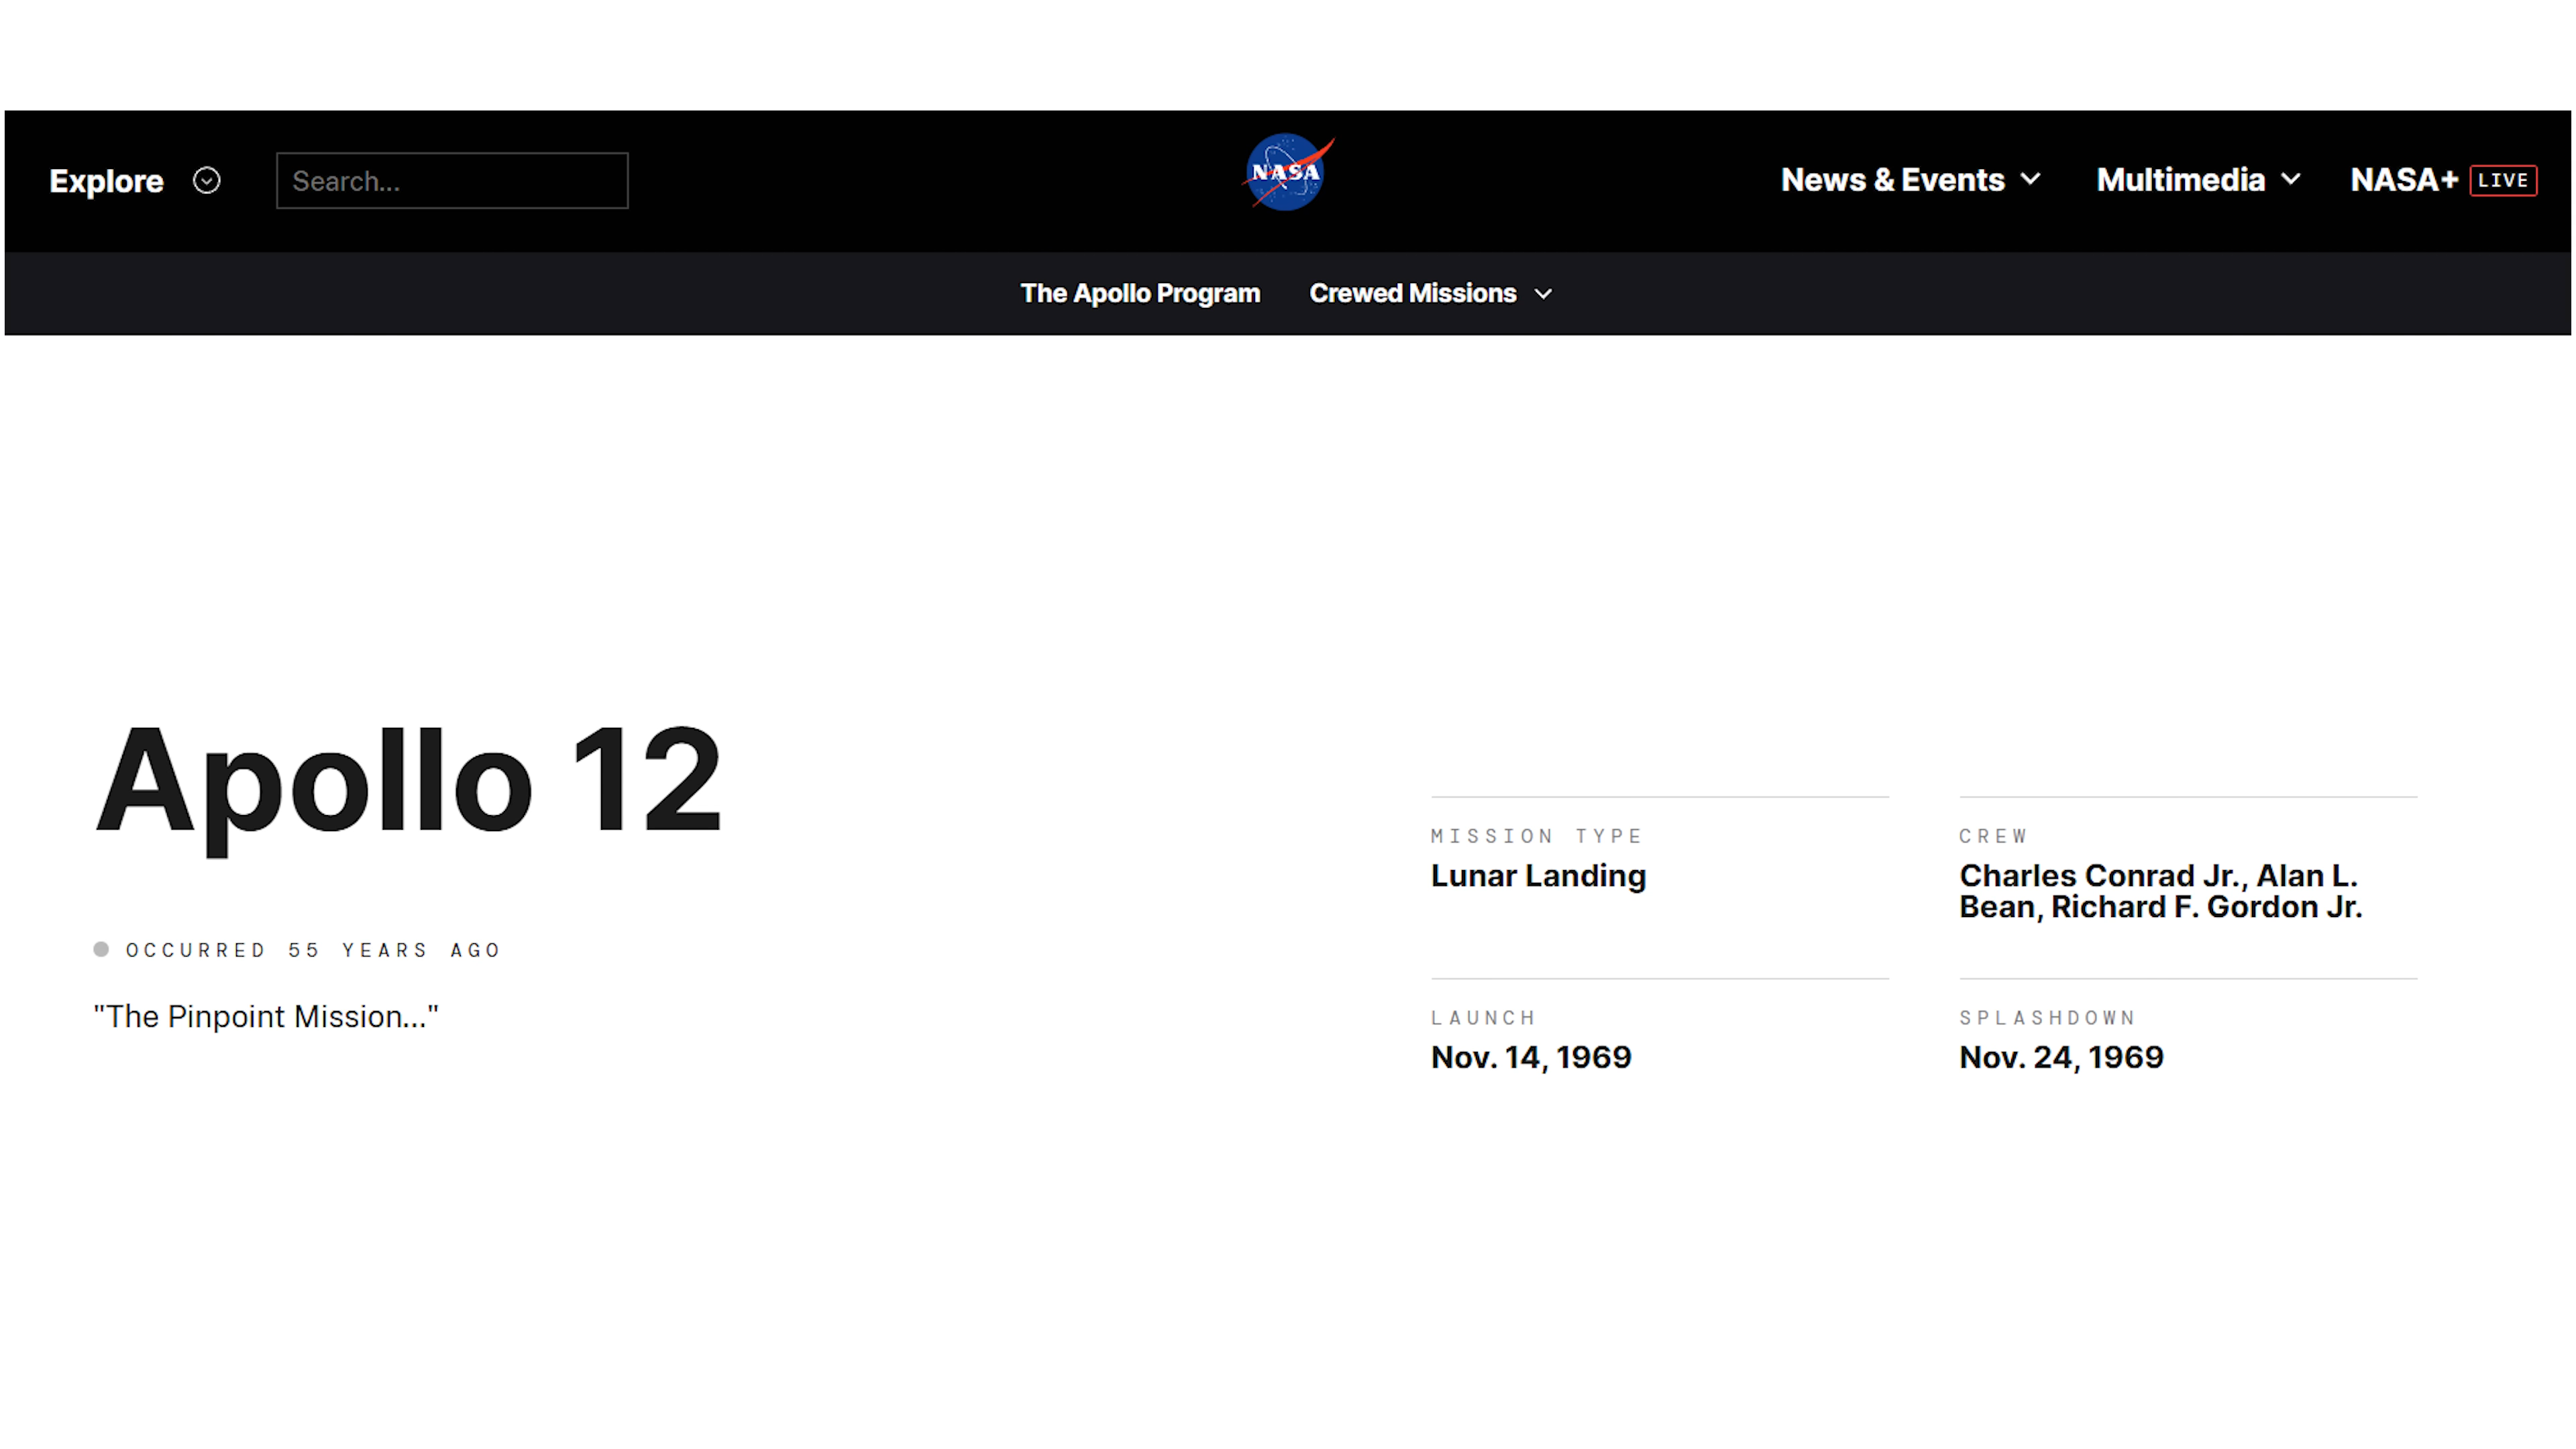 Explore
Search...
NASA
News & Events
Multimedia
NASA+ LIVE
The Apollo Program
Crewed Missions
Apollo 12
OCCURRED 55 YEARS AGO
"The Pinpoint Mission..."
MISSION TYPE
Lunar Landing
CREW
Charles Conrad Jr., Alan L.
Bean, Richard F. Gordon Jr.
LAUNCH
Nov. 14, 1969
SPLASHDOWN
Nov. 24, 1969